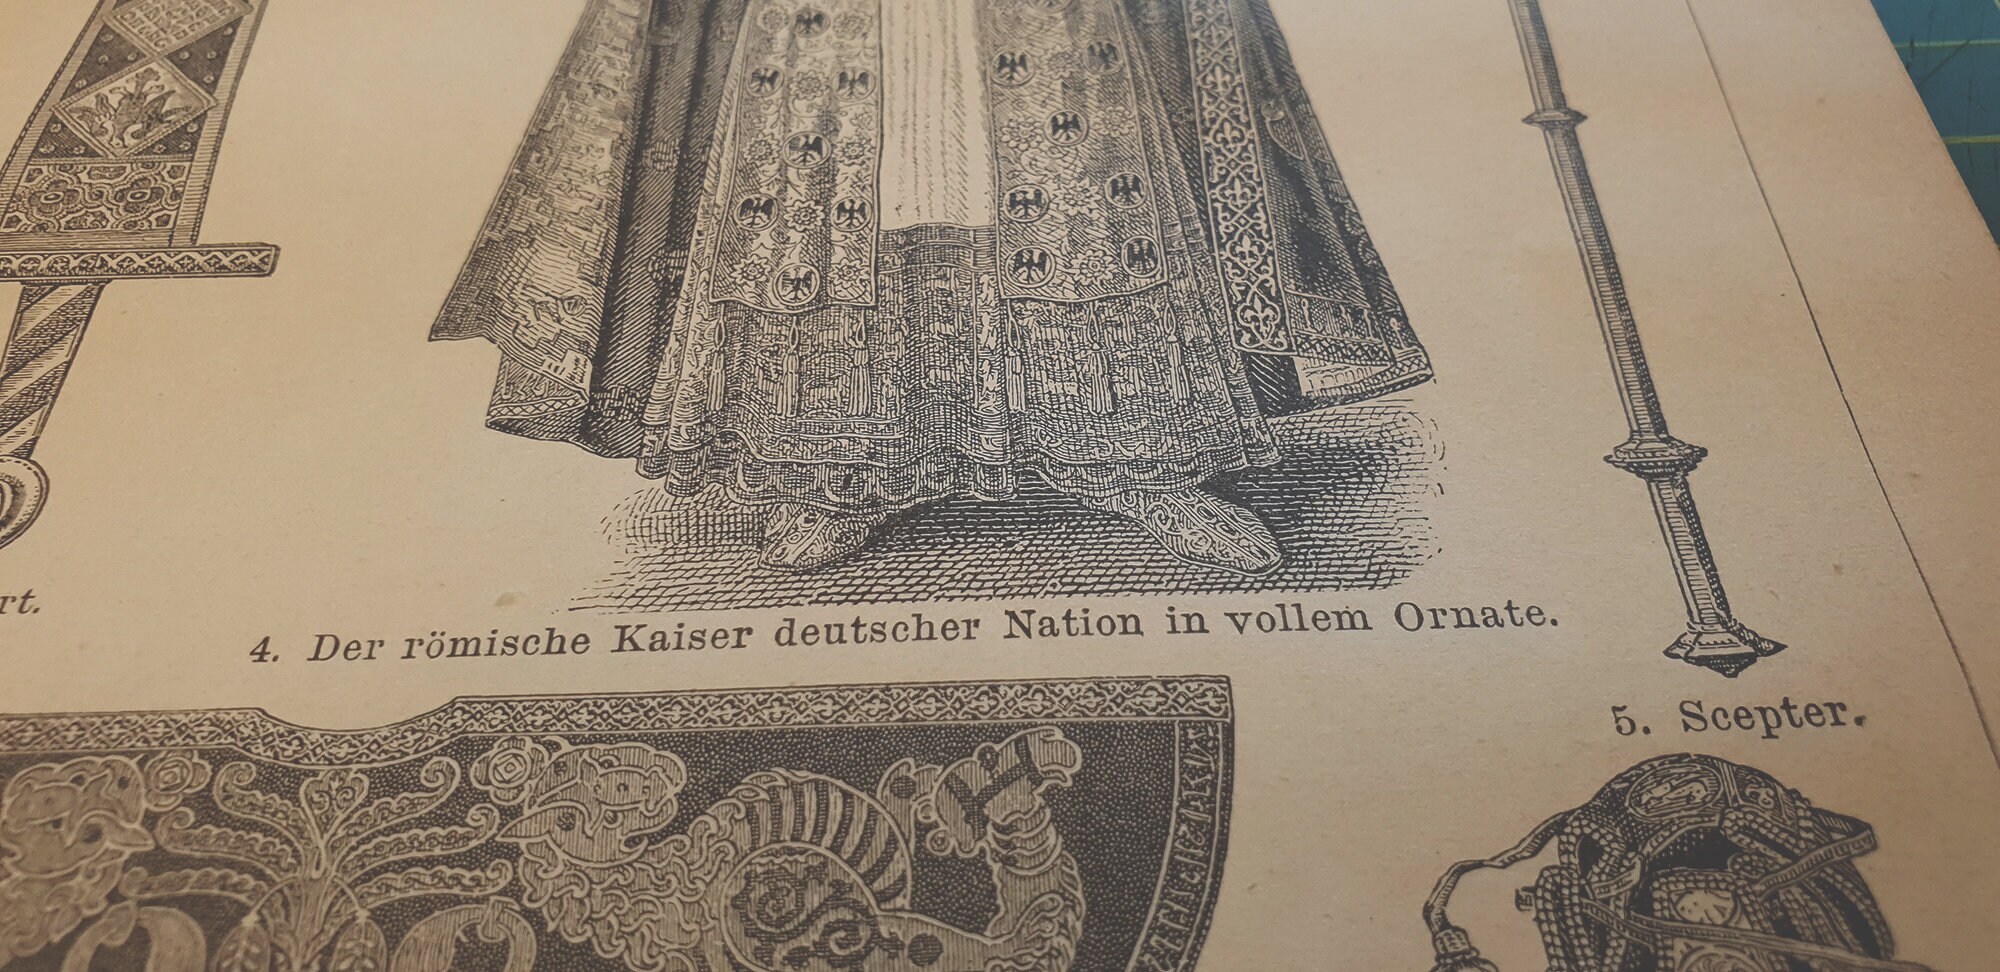 rt.
4. Der römische Kaiser deutscher Nation in vollem Ornate.
5. Scepter.